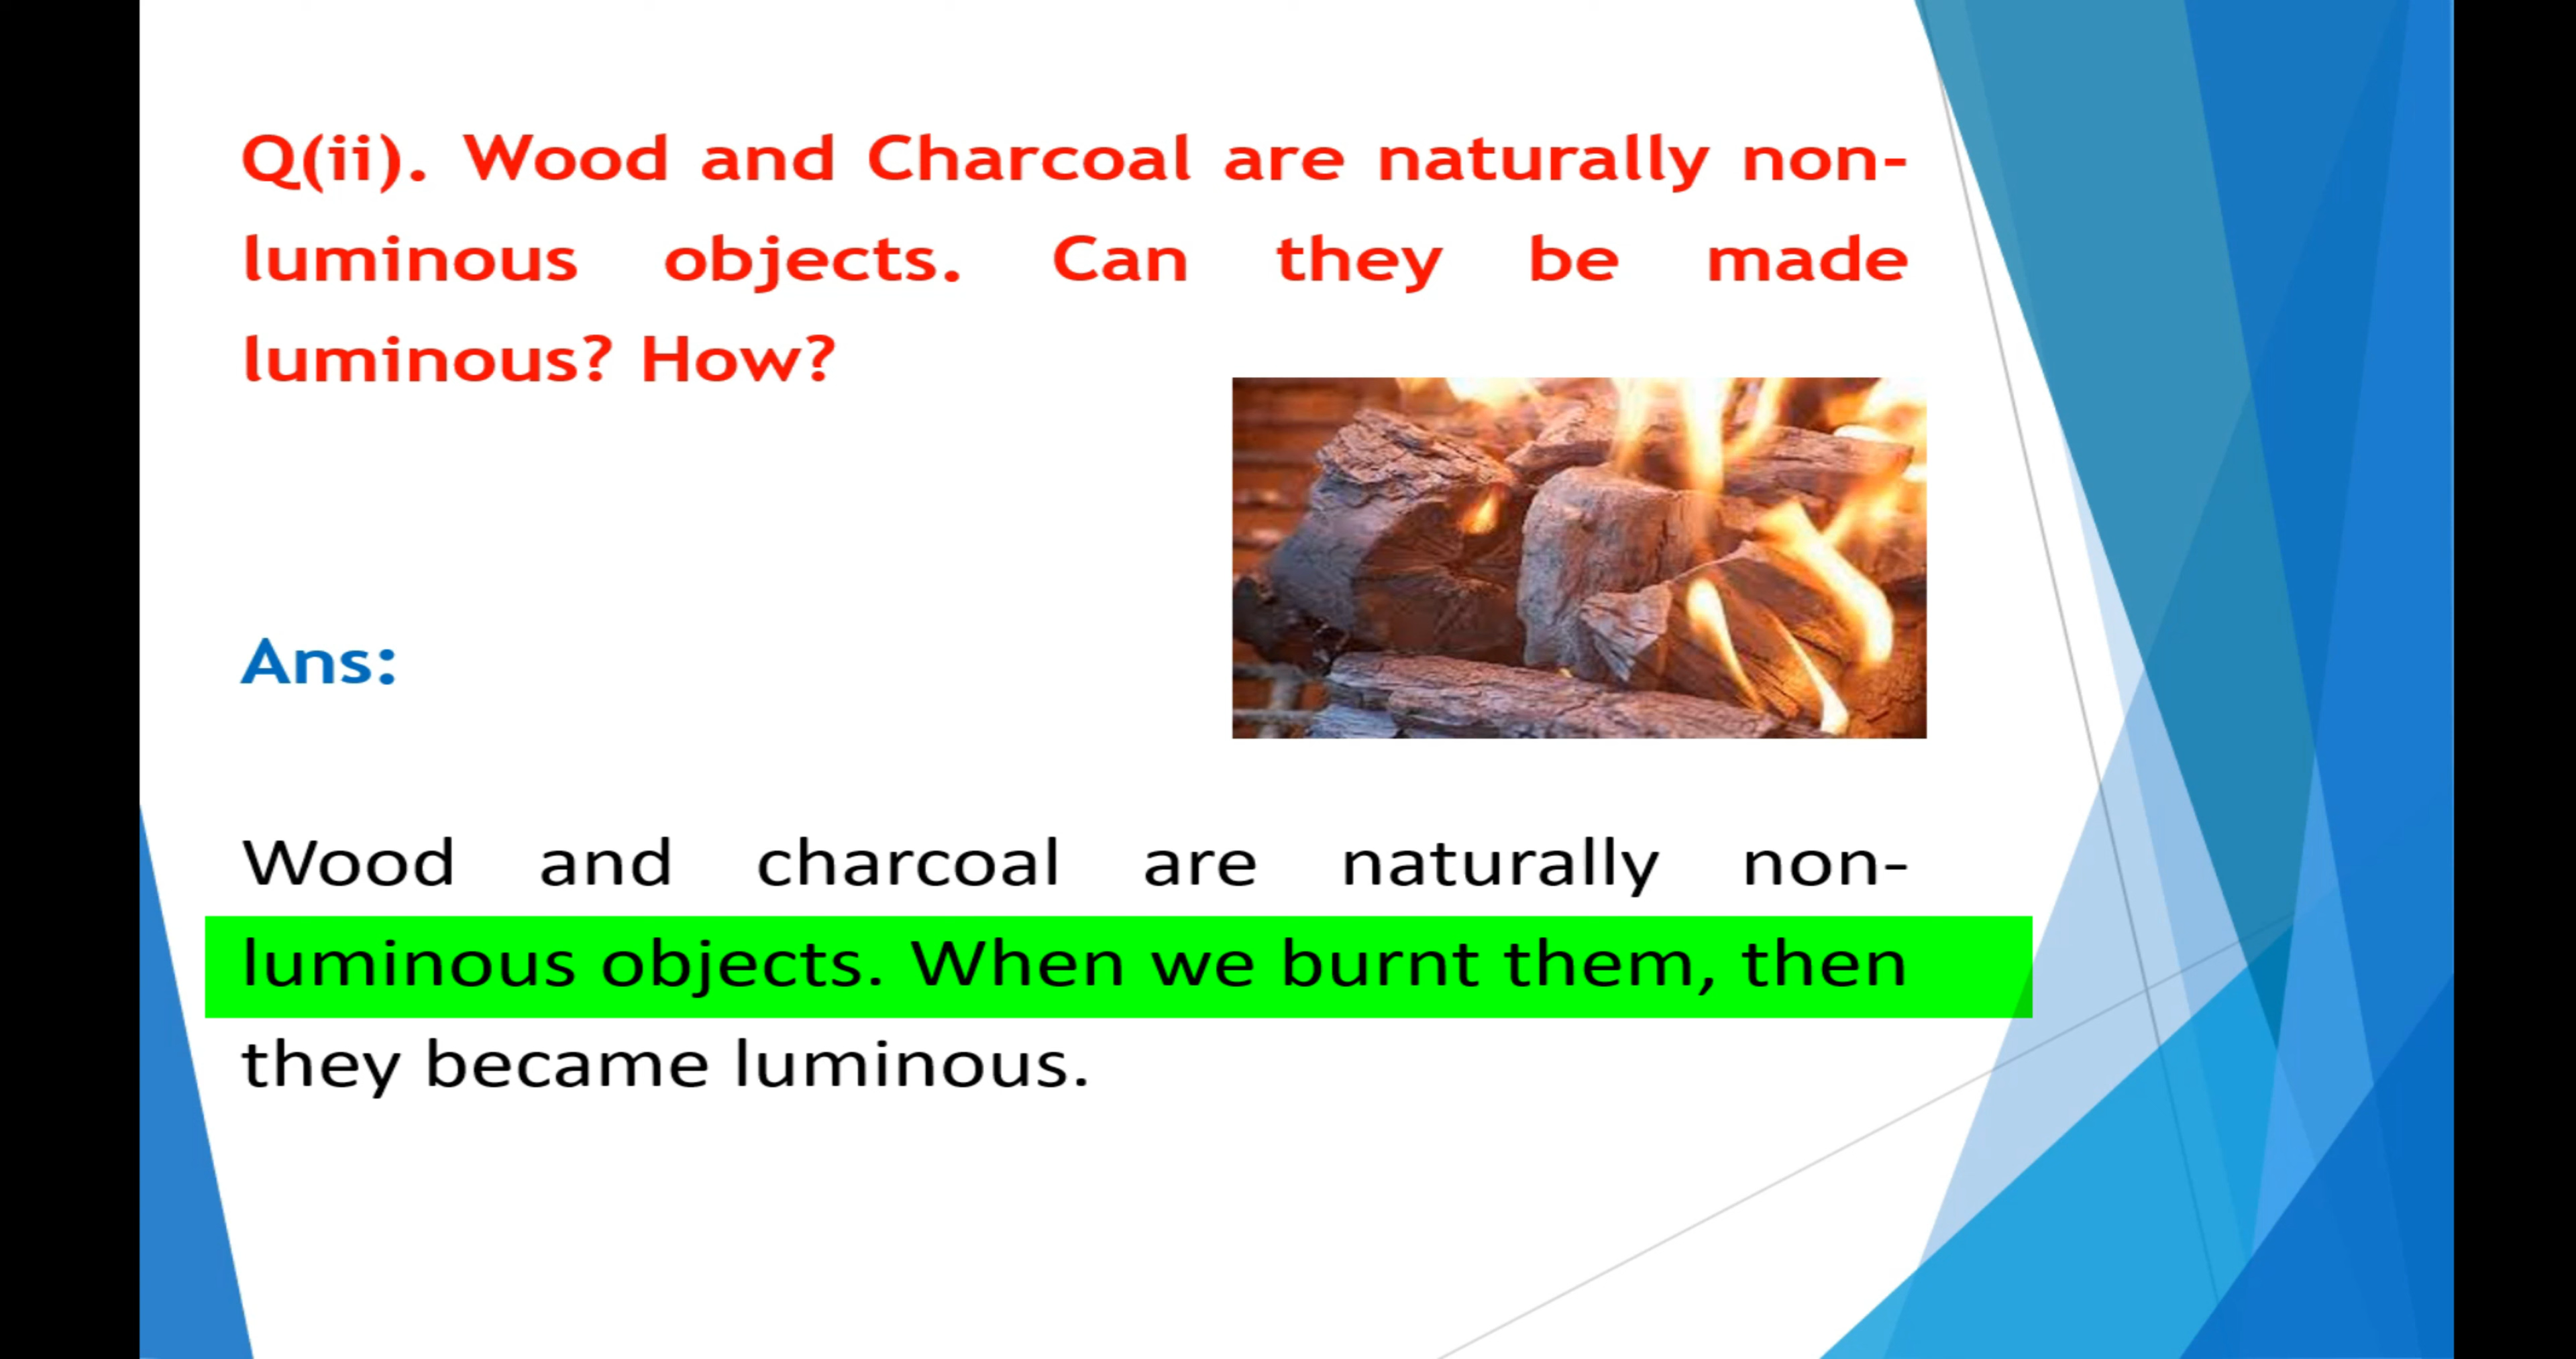 Q(ii). Wood and Charcoal are naturally non-
luminous objects. Can they be made
luminous? How?
Ans:
Wood and charcoal are naturally non-
luminous objects. When we burnt them, then
they became luminous.